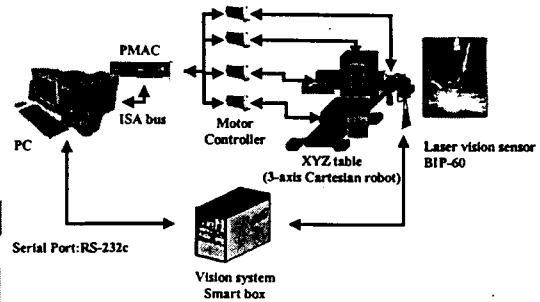 PMAC
ISA bus
PC
Motor
Controller
XYZ table
(3-axis Cartesian robot)
Laser vision sensor
BIP-60
Serial Port:RS-232c
Vision system
Smart box